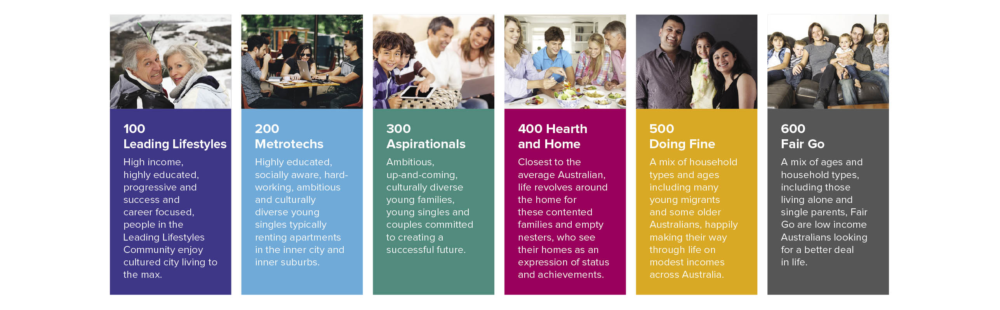 100
Leading Lifestyles
High income,
highly educated,
progressive and
success and
career focused,
people in the
Leading Lifestyles
Community enjoy
cultured city living to
the max.
200
Metrotechs
Highly educated,
socially aware, hard-
working, ambitious
and culturally
diverse young
singles typically
renting apartments
in the inner city and
inner suburbs.
300
Aspirationals
Ambitious,
up-and-coming,
culturally diverse
young families,
young singles and
couples committed
to creating a
successful future.
400 Hearth
and Home
Closest to the
average Australian,
life revolves around
the home for
these contented
families and empty
nesters, who see
their homes as an
expression of status
and achievements.
500
Doing Fine
A mix of household
types and ages
including many
young migrants
and some older
Australians, happily
making their way
through life on
modest incomes
across Australia.
600
Fair Go
A mix of ages and
household types,
including those
living alone and
single parents, Fair
Go are low income
Australians looking
for a better deal
in life.